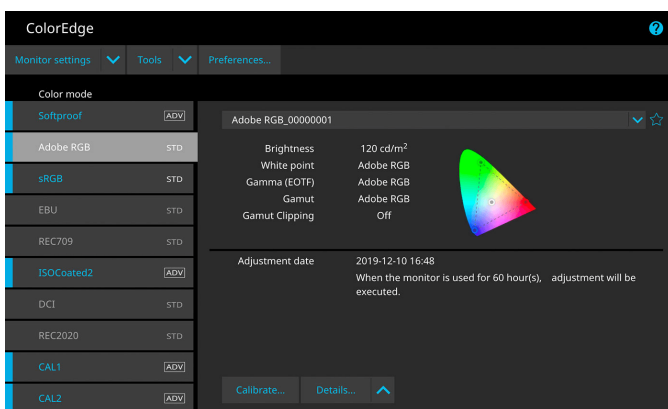 ColorEdge
?
Monitor settings Tools Preferences...
Color mode
Softproof ADV
Adobe RGB STD
sRGB STD
EBU STD
REC709 STD
ISOCoated2 ADV
DCI STD
REC2020 STD
CAL1 ADV
CAL2 ADV
Adobe RGB_00000001
Brightness 120 cd/m²
White point Adobe RGB
Gamma (EOTF) Adobe RGB
Gamut Adobe RGB
Gamut Clipping Off
Adjustment date 2019-12-10 16:48
When the monitor is used for 60 hour(s), adjustment will be
executed.
Calibrate... Details...